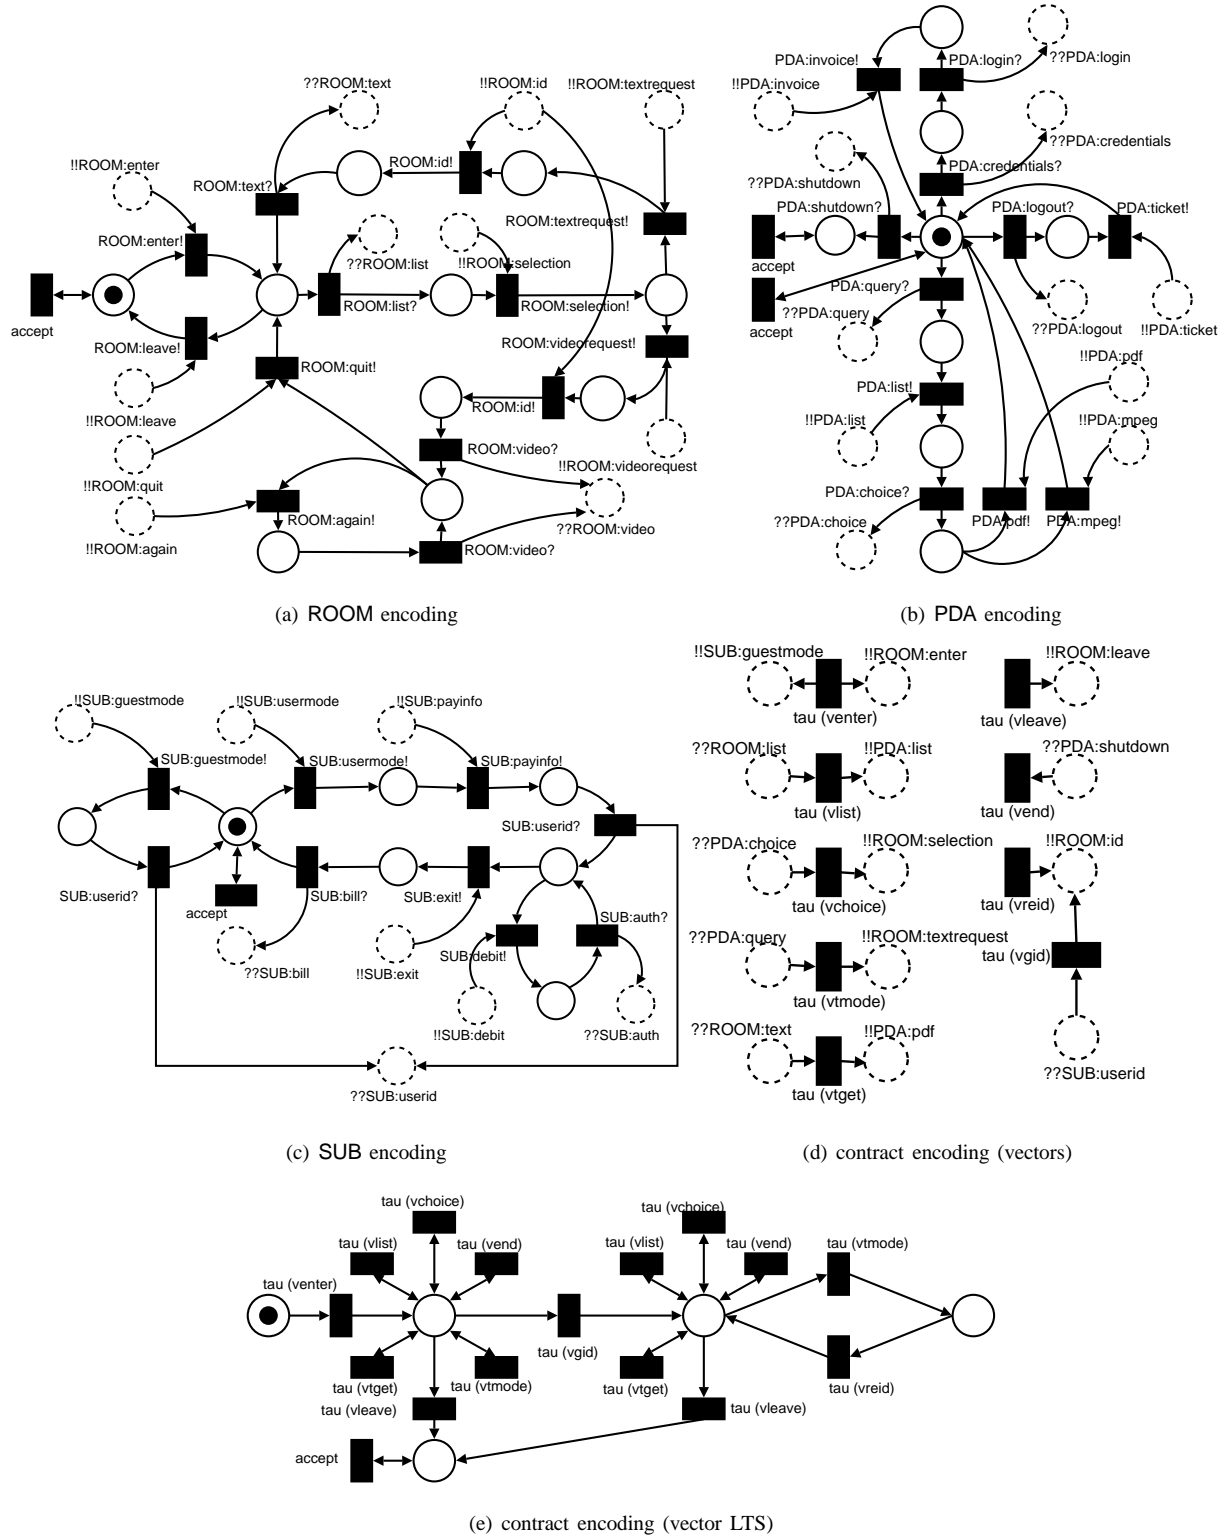 ??ROOM:text
!!ROOM:id
!!ROOM:textrequest
!!ROOM:enter
ROOM:id!
ROOM:text?
ROOM:textrequest!
ROOM:enter!
??ROOM:list
!!ROOM:selection
ROOM:list?
ROOM:selection!
accept
ROOM:leave!
ROOM:videorequest!
ROOM:quit!
!!ROOM:leave
ROOM:id!
ROOM:video?
!!ROOM:videorequest
!!ROOM:quit
ROOM:again!
??ROOM:video
!!ROOM:again
ROOM:video?
(a) ROOM encoding
PDA:invoice!
PDA:login?
??PDA:login
!!PDA:invoice
??PDA:credentials
PDA:credentials?
??PDA:shutdown
PDA:shutdown?
PDA:logout?
PDA:ticket!
accept
PDA:query?
??PDA:query
accept
??PDA:logout
!!PDA:ticket
!!PDA:pdf
PDA:list!
!!PDA:list
!!PDA:mpeg
PDA:choice?
??PDA:choice
PDA:pdf!
PDA:mpeg!
(b) PDA encoding
!!SUB:guestmode
!!SUB:usermode
!!SUB:payinfo
SUB:guestmode!
SUB:usermode!
SUB:payinfo!
SUB:userid?
SUB:userid?
accept
SUB:bill?
SUB:exit!
SUB:auth?
SUB:debit!
??SUB:bill
!!SUB:exit
!!SUB:debit
??SUB:auth
??SUB:userid
(c) SUB encoding
!!SUB:guestmode
!!ROOM:enter
!!ROOM:leave
tau (venter)
tau (vleave)
??ROOM:list
!!PDA:list
??PDA:shutdown
tau (vlist)
tau (vend)
??PDA:choice
!!ROOM:selection
!!ROOM:id
tau (vchoice)
tau (vreid)
??PDA:query
!!ROOM:textrequest
tau (vgid)
tau (vtmode)
??ROOM:text
!!PDA:pdf
??SUB:userid
tau (vtget)
(d) contract encoding (vectors)
tau (vchoice)
tau (vchoice)
tau (vlist)
tau (vend)
tau (vlist)
tau (vend)
tau (vtmode)
tau (venter)
tau (vgid)
tau (vtget)
tau (vtmode)
tau (vtget)
tau (vreid)
tau (vleave)
tau (vleave)
accept
(e) contract encoding (vector LTS)